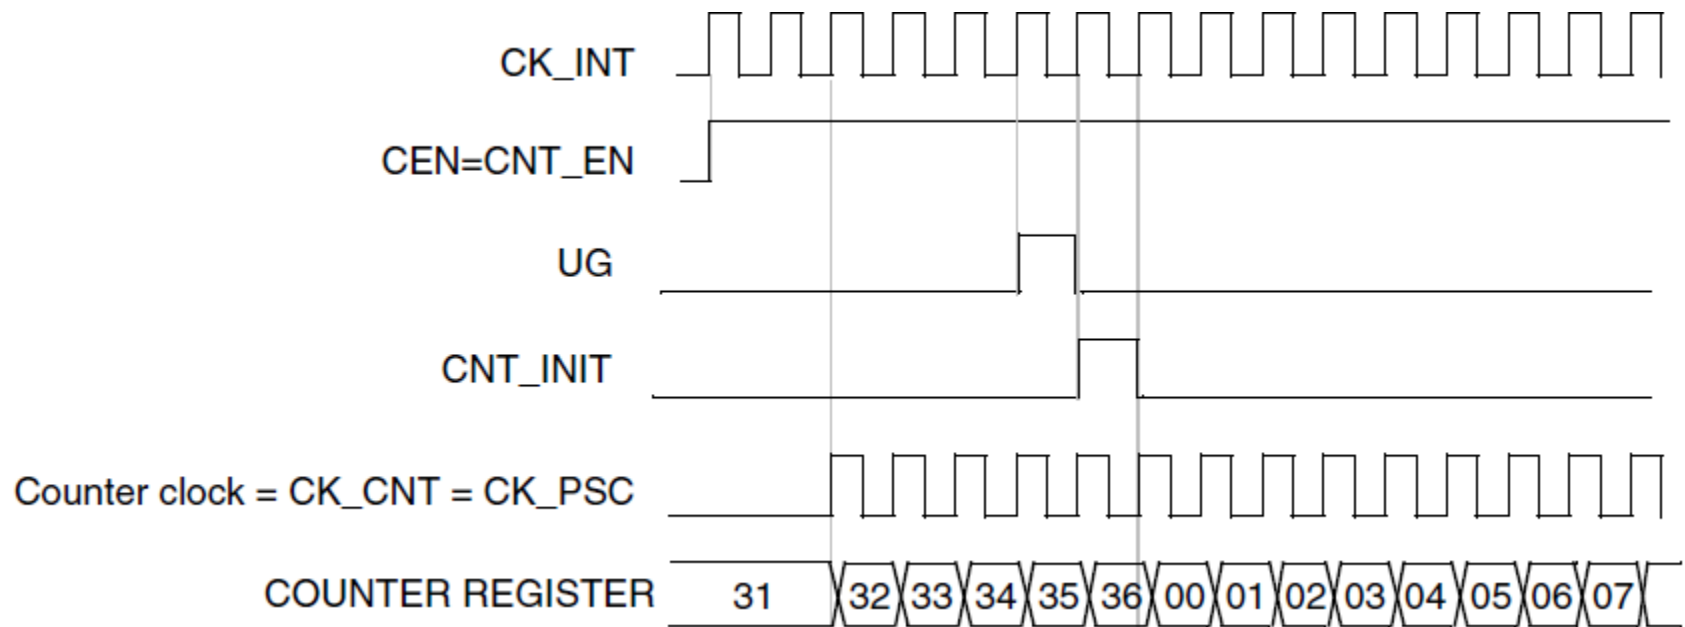 CK_INT
CEN=CNT_EN
UG
CNT_INIT
Counter clock = CK_CNT = CK_PSC
COUNTER REGISTER 31 32 33 34 35 36 00 01 02 03 04 05 06 07